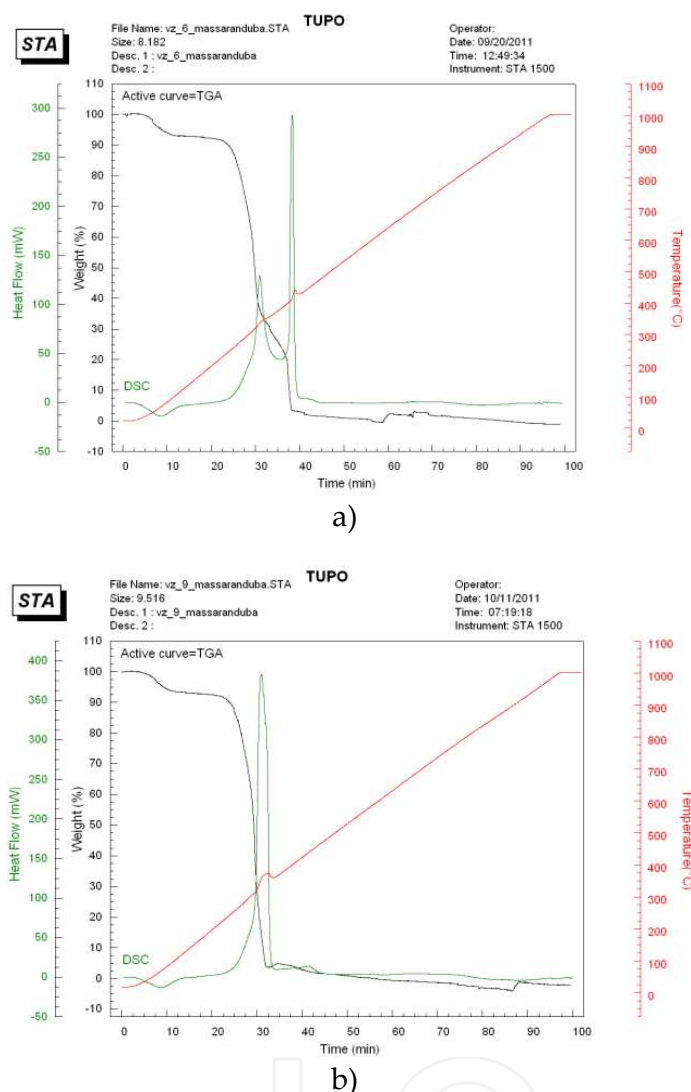 TUPO
File Name: vz_6_massaranduba.STA
Size: 8.182
Desc. 1 : vz_6_massaranduba
Desc. 2 :
Operator:
Date: 09/20/2011
Time: 12:49:34
Instrument: STA 1500
STA
Active curve=TGA
DSC
Heat Flow (mW)
300
250
200
150
100
50
0
-50
Weight (%)
110
100
90
80
70
60
50
40
30
20
10
0
-10
Temperature(°C)
1100
1000
900
800
700
600
500
400
300
200
100
0
0 10 20 30 40 50 60 70 80 90 100
Time (min)
a)
TUPO
File Name: vz_9_massaranduba.STA
Size: 9.516
Desc. 1 : vz_9_massaranduba
Desc. 2 :
Operator:
Date: 10/11/2011
Time: 07:19:18
Instrument: STA 1500
STA
Active curve=TGA
DSC
Heat Flow (mW)
400
350
300
250
200
150
100
50
0
-50
Weight (%)
110
100
90
80
70
60
50
40
30
20
10
0
-10
Temperature(°C)
1100
1000
900
800
700
600
500
400
300
200
100
0
0 10 20 30 40 50 60 70 80 90 100
Time (min)
b)